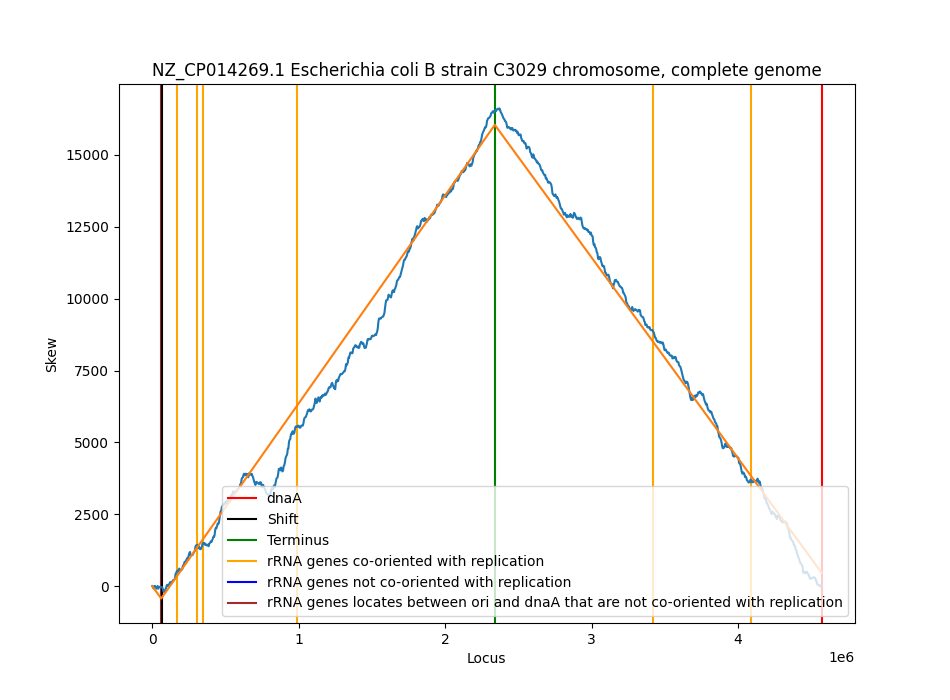 NZ_CP014269.1 Escherichia coli B strain C3029 chromosome, complete genome
Skew
15000
12500
10000
7500
5000
2500
0
dnaA
Shift
Terminus
rRNA genes co-oriented with replication
rRNA genes not co-oriented with replication
rRNA genes locates between ori and dnaA that are not co-oriented with replication
0
1
2
3
4
1e6
Locus